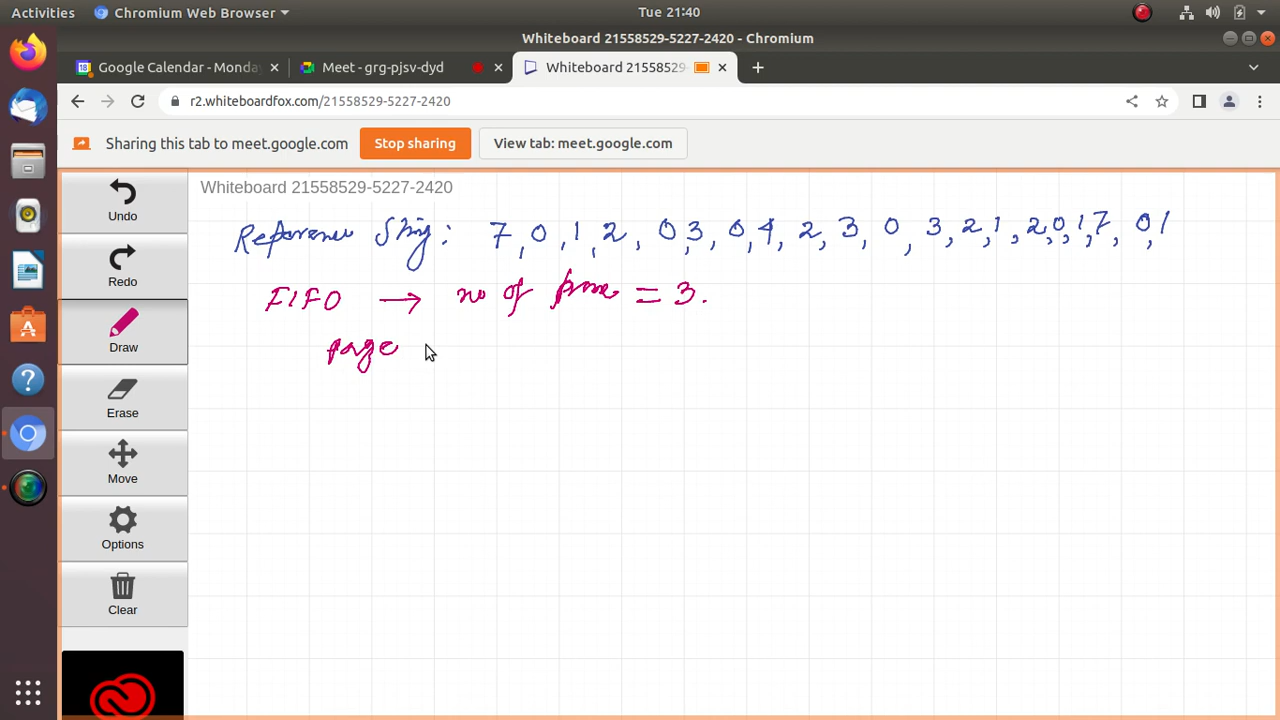 Activities Chromium Web Browser Tue 21:40
Whiteboard 21558529-5227-2420 - Chromium
Google Calendar - Monday Meet - grg-pjsv-dyd Whiteboard 21558529-5227-2420
r2.whiteboardfox.com/21558529-5227-2420
Sharing this tab to meet.google.com Stop sharing View tab: meet.google.com
Whiteboard 21558529-5227-2420
Undo
Redo
Draw
Erase
Move
Options
Clear
Reference String: 7, 0, 1, 2, 0, 3, 0, 4, 2, 3, 0, 3, 2, 1, 2, 0, 1, 7, 0, 1
FIFO → no of frame = 3.
page